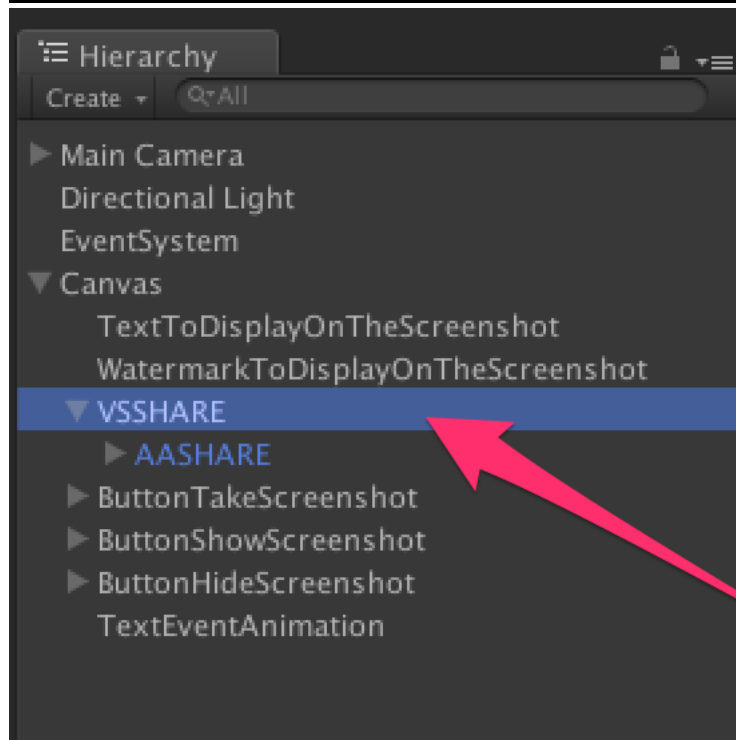 Hierarchy
Create All
Main Camera
Directional Light
EventSystem
Canvas
TextToDisplayOnTheScreenshot
WatermarkToDisplayOnTheScreenshot
VSSHARE
AASHARE
ButtonTakeScreenshot
ButtonShowScreenshot
ButtonHideScreenshot
TextEventAnimation